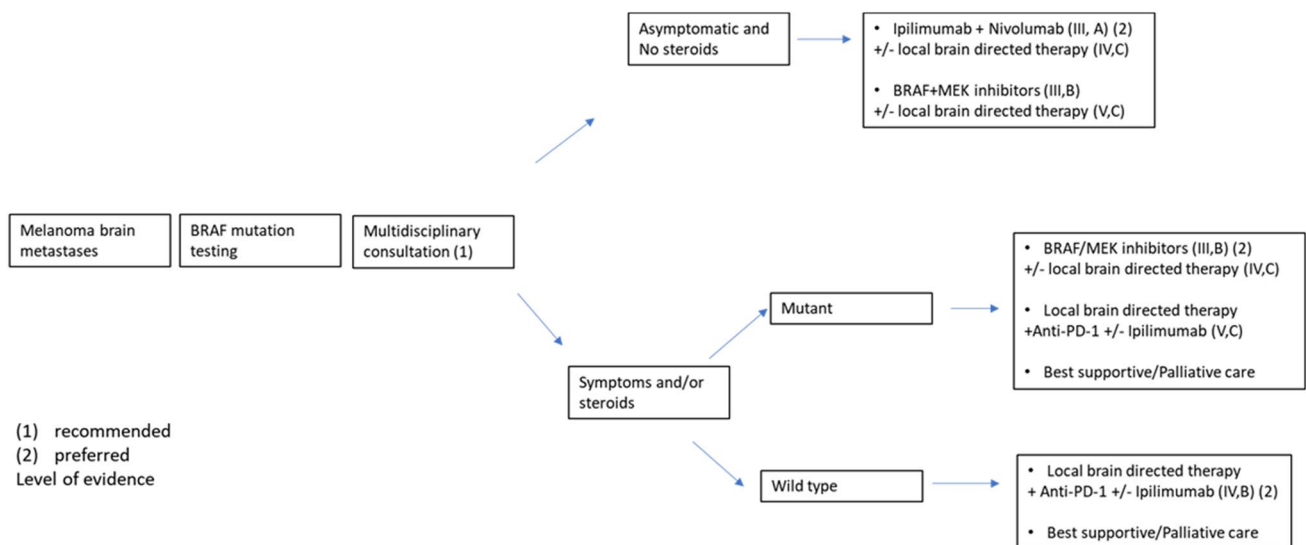 Asymptomatic and
No steroids
• Ipilimumab + Nivolumab (III, A) (2)
+/- local brain directed therapy (IV,C)
• BRAF+MEK inhibitors (III,B)
+/- local brain directed therapy (V,C)
Melanoma brain
metastases
BRAF mutation
testing
Multidisciplinary
consultation (1)
• BRAF/MEK inhibitors (III,B) (2)
+/- local brain directed therapy (IV,C)
• Local brain directed therapy
+Anti-PD-1 +/- Ipilimumab (V,C)
• Best supportive/Palliative care
Mutant
Symptoms and/or
steroids
(1) recommended
(2) preferred
Level of evidence
Wild type
• Local brain directed therapy
+ Anti-PD-1 +/- Ipilimumab (IV,B) (2)
• Best supportive/Palliative care